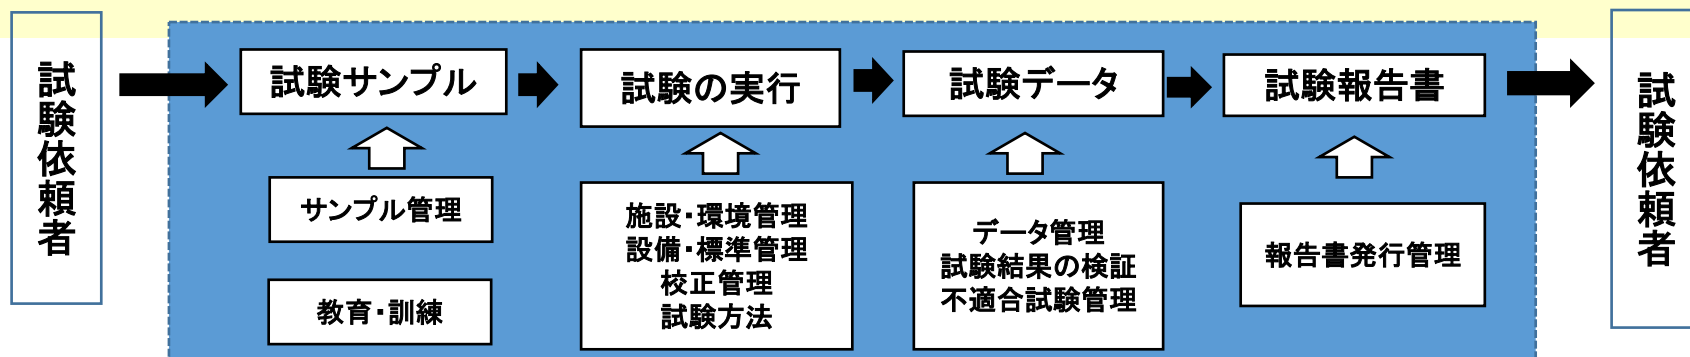 試験依頼者
試験サンプル
試験の実行
試験データ
試験報告書
試験依頼者
サンプル管理
教育・訓練
施設・環境管理
設備・標準管理
校正管理
試験方法
データ管理
試験結果の検証
不適合試験管理
報告書発行管理